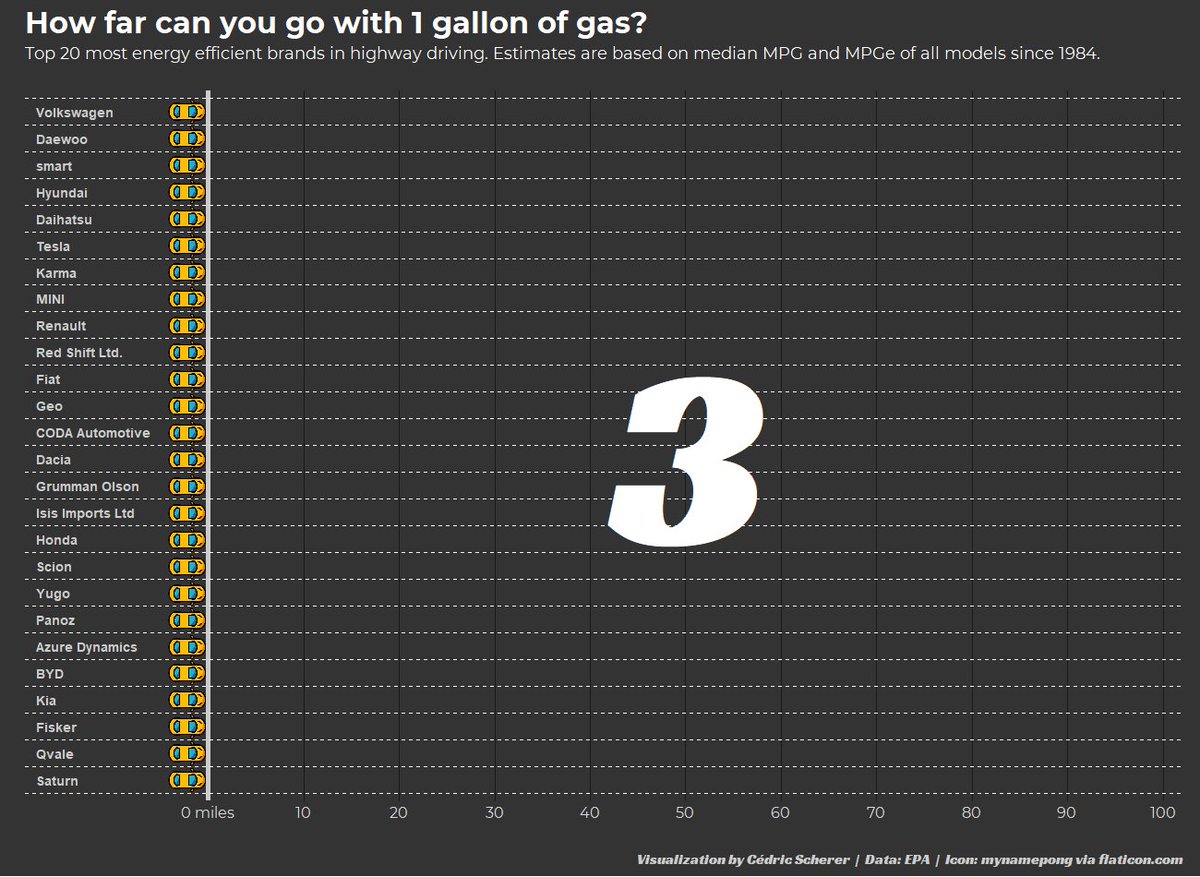 How far can you go with 1 gallon of gas?
Top 20 most energy efficient brands in highway driving. Estimates are based on median MPG and MPGe of all models since 1984.
Volkswagen
Daewoo
smart
Hyundai
Daihatsu
Tesla
Karma
MINI
Renault
Red Shift Ltd.
Fiat
Geo
CODA Automotive
Dacia
Grumman Olson
Isis Imports Ltd
Honda
Scion
Yugo
Panoz
Azure Dynamics
BYD
Kia
Fisker
Qvale
Saturn
3
0 miles 10 20 30 40 50 60 70 80 90 100
Visualization by Cédric Scherer | Data: EPA | Icon: mynamepong via flaticon.com